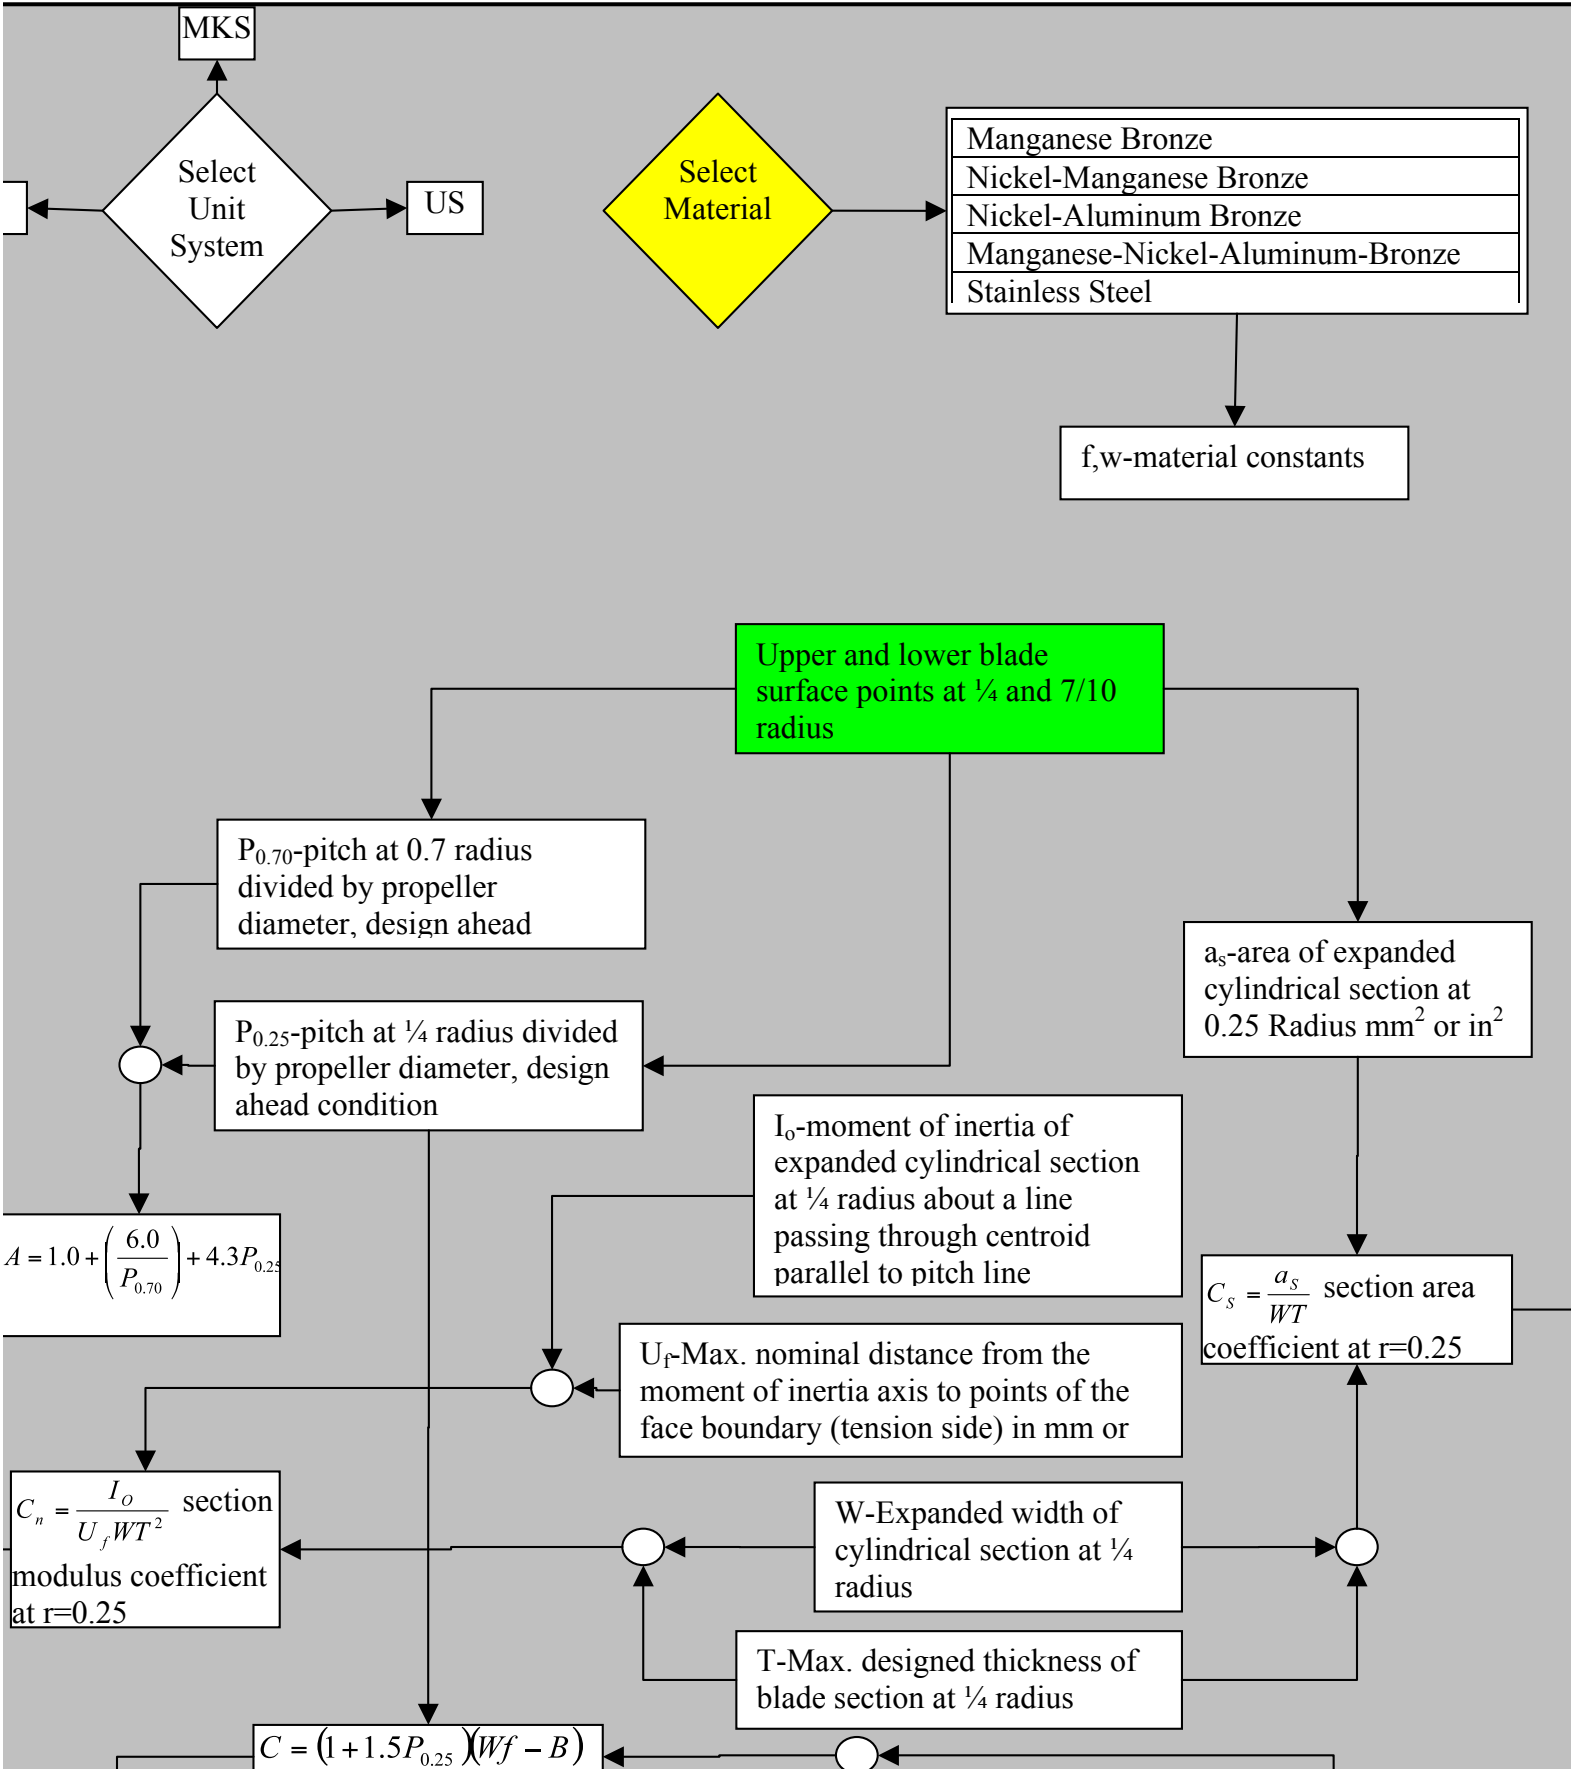 MKS
Select
Unit
System
US
Select
Material
Manganese Bronze
Nickel-Manganese Bronze
Nickel-Aluminum Bronze
Manganese-Nickel-Aluminum-Bronze
Stainless Steel
f,w-material constants
Upper and lower blade
surface points at ¼ and 7/10
radius
P₀.₇₀-pitch at 0.7 radius
divided by propeller
diameter, design ahead
aₛ-area of expanded
cylindrical section at
0.25 Radius mm² or in²
P₀.₂₅-pitch at ¼ radius divided
by propeller diameter, design
ahead condition
Iₒ-moment of inertia of
expanded cylindrical section
at ¼ radius about a line
passing through centroid
parallel to pitch line
A = 1.0 + (6.0 / P₀.₇₀) + 4.3P₀.₂₅
C_S = a_S / WT section area
coefficient at r=0.25
U_f-Max. nominal distance from the
moment of inertia axis to points of the
face boundary (tension side) in mm or
C_n = I_O / U_f WT² section
modulus coefficient
at r=0.25
W-Expanded width of
cylindrical section at ¼
radius
T-Max. designed thickness of
blade section at ¼ radius
C = (1+1.5P₀.₂₅)(Wf − B)